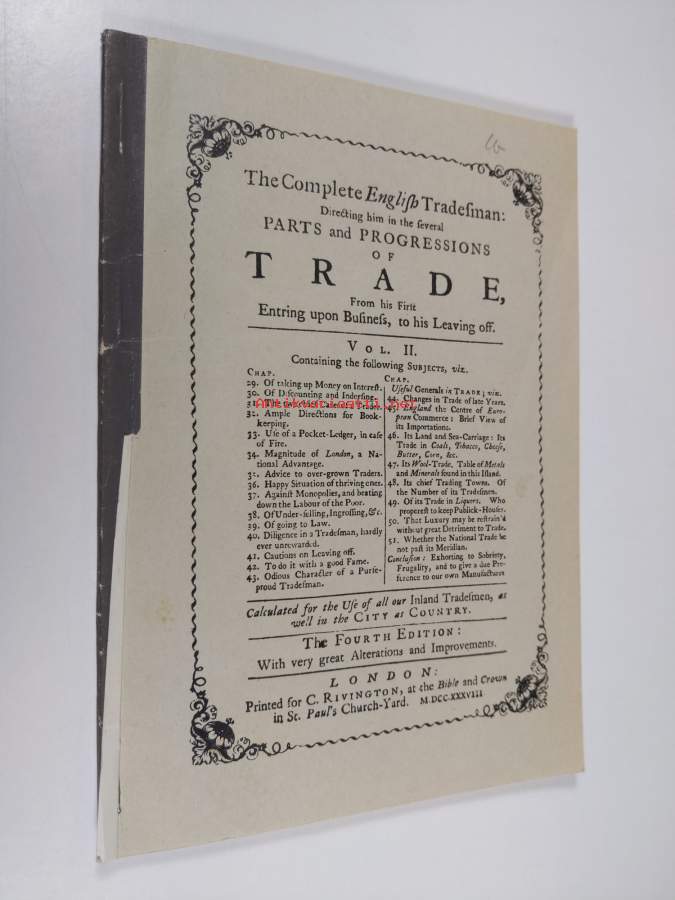 The Complete Engliſh Tradeſman:
Directing him in the ſeveral
PARTS and PROGRESSIONS
OF
TRADE,
From his Firſt
Entring upon Buſineſs, to his Leaving off.
VOL. II.
Containing the following SUBJECTS, viz.
CHAP.
29. Of taking up Money on Intereſt.
30. Of Diſcounting and Indorſing.
31.
32. Ample Directions for Book-
keeping.
33. Uſe of a Pocket-Ledger, in caſe
of Fire.
34. Magnitude of London, a Na-
tional Advantage.
35. Advice to over-grown Traders.
36. Happy Situation of thriving ones.
37. Againſt Monopolies, and beating
down the Labour of the Poor.
38. Of Under-ſelling, Ingroſſing, &c.
39. Of going to Law.
40. Diligence in a Tradeſman, hardly
ever unrewarded.
41. Cautions on Leaving off.
42. To do it with a good Fame.
43. Odious Character of a Purſe-
proud Tradeſman.
CHAP.
Uſeful Generals in TRADE; viz.
44. Changes in Trade of late Years.
45. England the Centre of Euro-
pean Commerce: Brief View of
its Importations.
46. Its Land and Sea-Carriage: Its
Trade in Coals, Tobacco, Cheeſe,
Butter, Corn, &c.
47. Its Wool-Trade. Table of Metals
and Minerals found in this Iſland.
48. Its chief Trading Towns. Of
the Number of its Tradeſmen.
49. Of its Trade in Liquors. Who
propereſt to keep Publick-Houſes.
50. That Luxury may be reſtrain'd
without great Detriment to Trade.
51. Whether the National Trade be
not paſt its Meridian.
Concluſion: Exhorting to Sobriety,
Frugality, and to give a due Pre-
ference to our own Manufactures
Calculated for the Uſe of all our Inland Tradeſmen, as
well in the CITY as COUNTRY.
The FOURTH EDITION:
With very great Alterations and Improvements.
LONDON:
Printed for C. RIVINGTON, at the Bible and Crown
in St. Paul's Church-Yard. M.DCC.XXXVIII